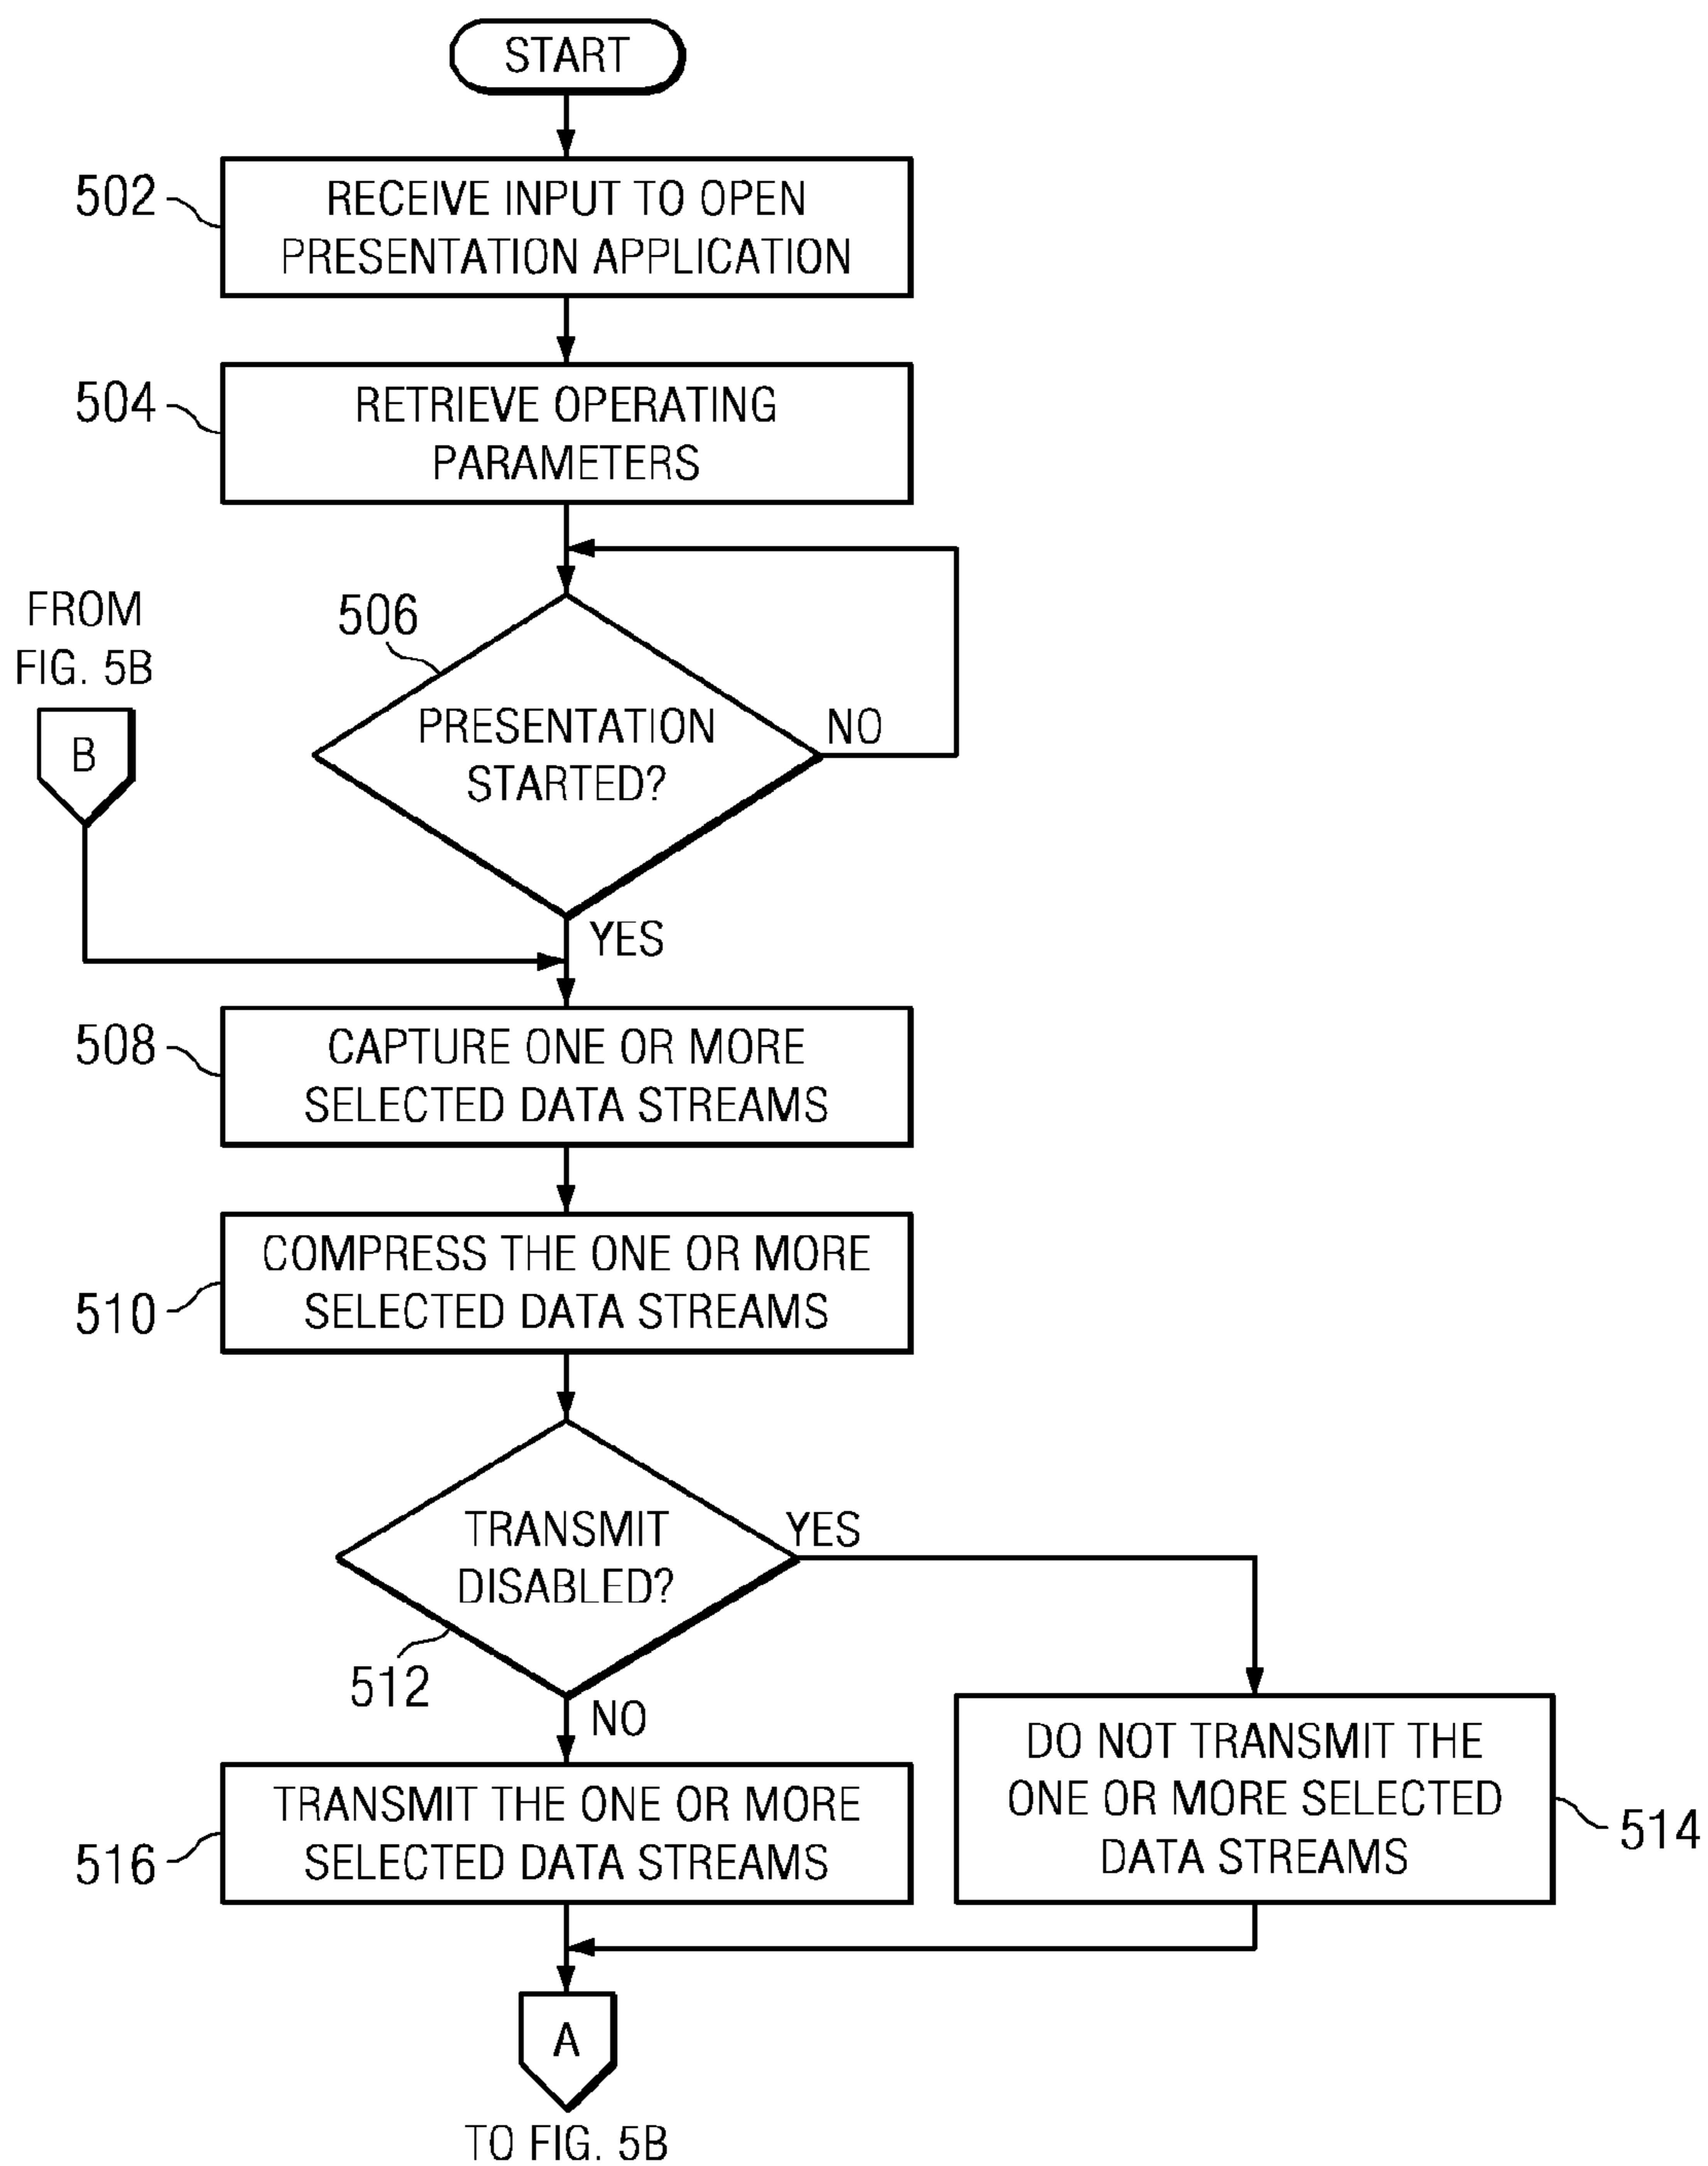 START
502
RECEIVE INPUT TO OPEN
PRESENTATION APPLICATION
504
RETRIEVE OPERATING
PARAMETERS
FROM
FIG. 5B
B
506
PRESENTATION
STARTED?
NO
YES
508
CAPTURE ONE OR MORE
SELECTED DATA STREAMS
510
COMPRESS THE ONE OR MORE
SELECTED DATA STREAMS
TRANSMIT
DISABLED?
YES
512
NO
DO NOT TRANSMIT THE
ONE OR MORE SELECTED
DATA STREAMS
514
516
TRANSMIT THE ONE OR MORE
SELECTED DATA STREAMS
A
TO FIG. 5B